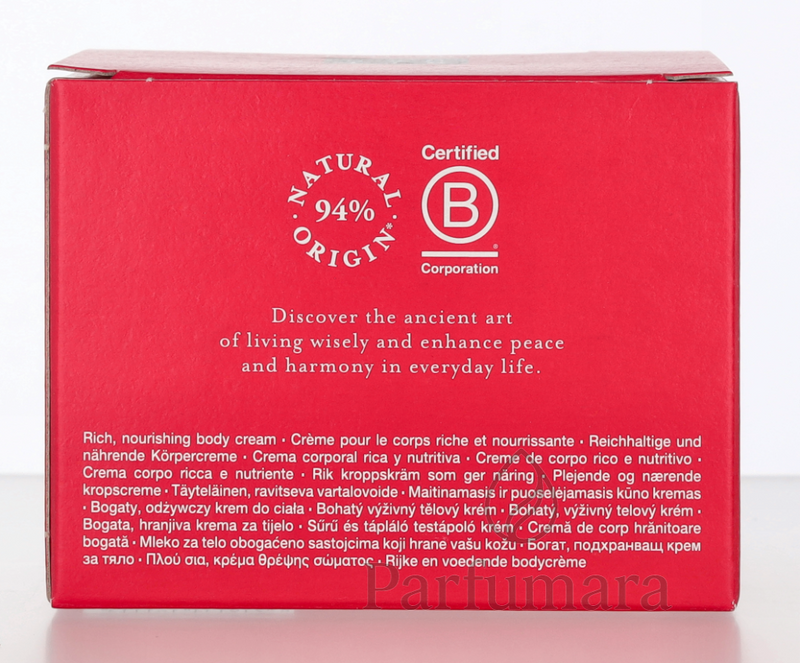 Certified
B
®
Corporation
· NATURAL ·
94%
ORIGIN*
Discover the ancient art
of living wisely and enhance peace
and harmony in everyday life.
Rich, nourishing body cream · Crème pour le corps riche et nourrissante · Reichhaltige und
nährende Körpercreme · Crema corporal rica y nutritiva · Creme de corpo rico e nutritivo ·
Crema corpo ricca e nutriente · Rik kroppskräm som ger näring · Plejende og nærende
kropscreme · Täyteläinen, ravitseva vartalovoide · Maitinamasis ir puoselėjamasis kūno kremas
· Bogaty, odżywczy krem do ciała · Bohatý výživný tělový krém · Bohatý, výživný telový krém ·
Bogata, hranjiva krema za tijelo · Sűrű és tápláló testápoló krém · Cremă de corp hrănitoare
bogată · Mleko za telo obogaćeno sastojcima koji hrane vašu kožu · Богат, подхранващ крем
за тяло · Πλού σια, κρέμα θρέψης σώματος · Rijke en voedende bodycrème
Parfumara